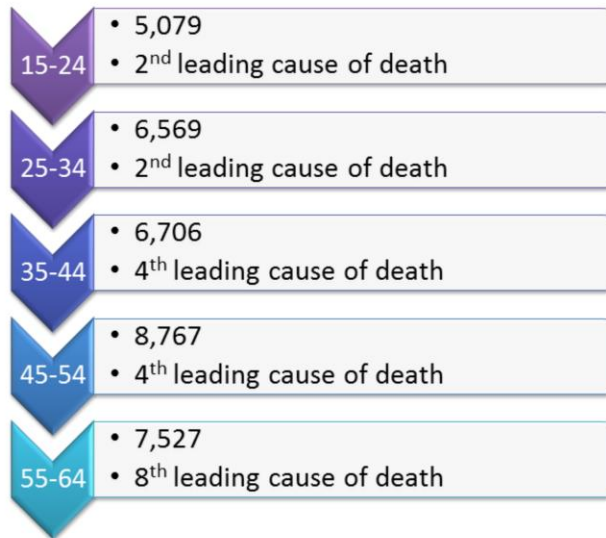 15-24
• 5,079
• 2nd leading cause of death
25-34
• 6,569
• 2nd leading cause of death
35-44
• 6,706
• 4th leading cause of death
45-54
• 8,767
• 4th leading cause of death
55-64
• 7,527
• 8th leading cause of death